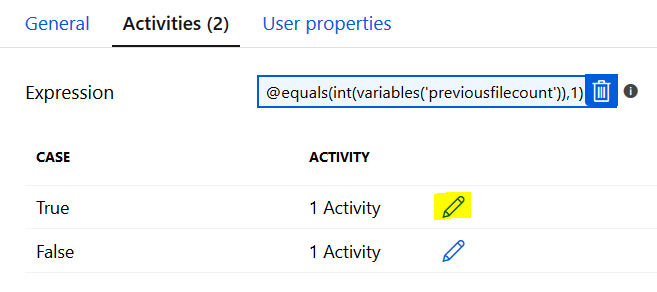 General Activities (2) User properties
Expression @equals(int(variables('previousfilecount')),1)
CASE ACTIVITY
True 1 Activity
False 1 Activity